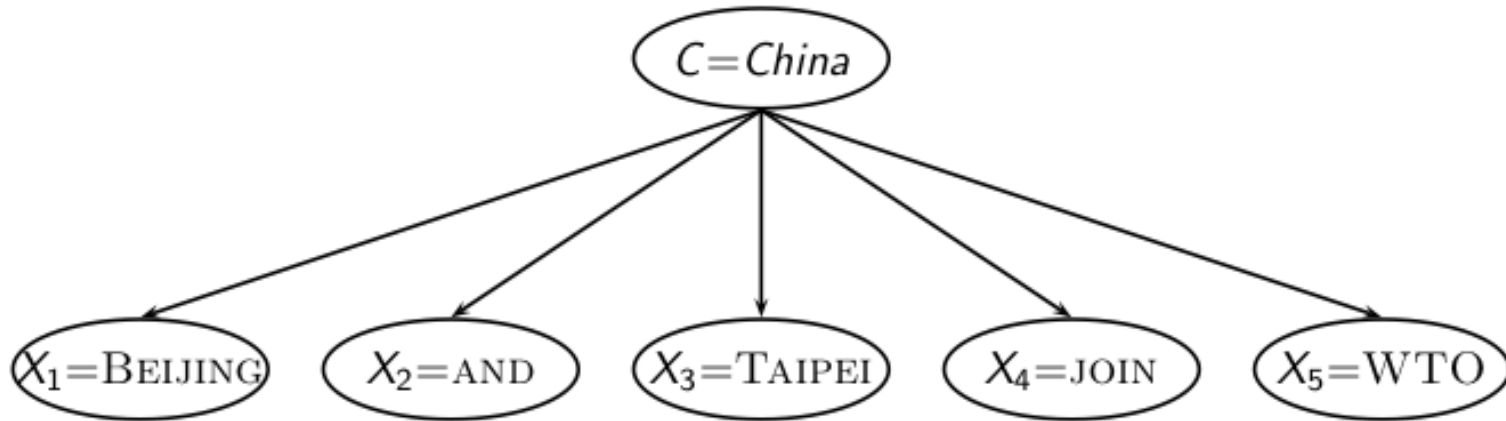 C=China
X₁=BEIJING X₂=AND X₃=TAIPEI X₄=JOIN X₅=WTO